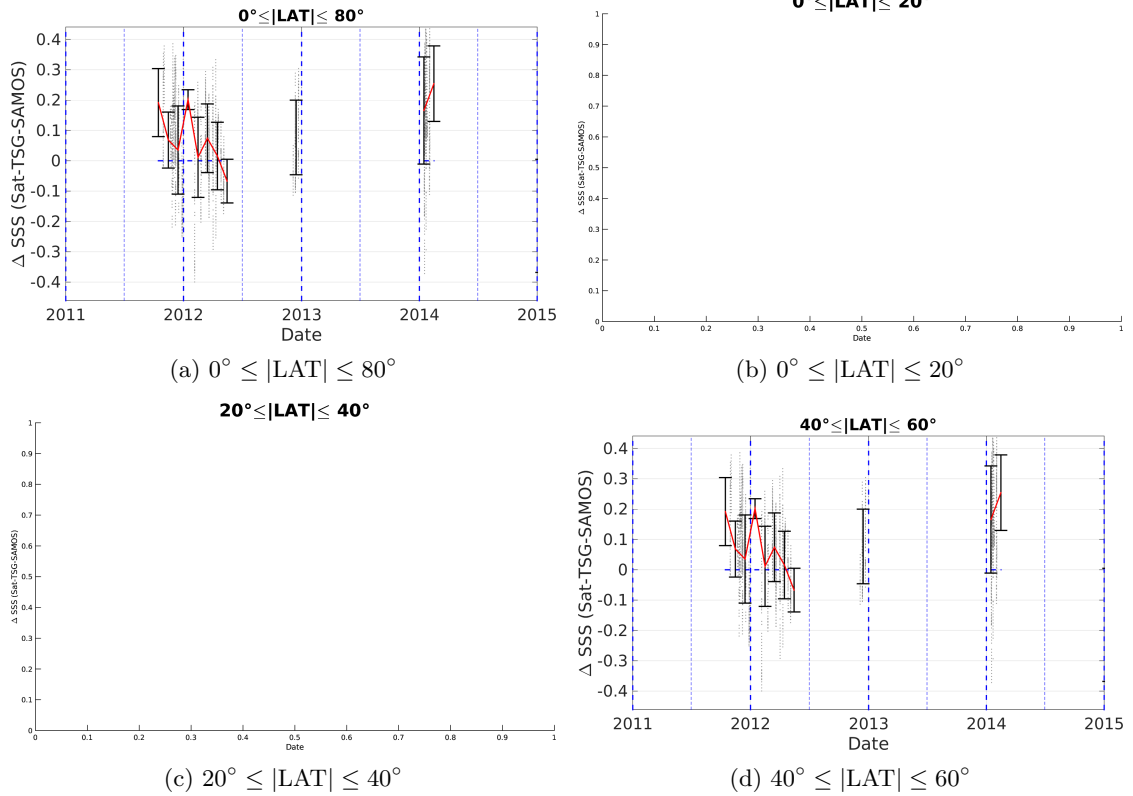 0°≤|LAT|≤ 80°
Δ SSS (Sat-TSG-SAMOS)
0.4
0.3
0.2
0.1
0
-0.1
-0.2
-0.3
-0.4
2011 2012 2013 2014 2015
Date
(a) 0° ≤ |LAT| ≤ 80°
0°≤|LAT|≤ 20°
Δ SSS (Sat-TSG-SAMOS)
1
0.9
0.8
0.7
0.6
0.5
0.4
0.3
0.2
0.1
0
0 0.1 0.2 0.3 0.4 0.5 0.6 0.7 0.8 0.9 1
Date
(b) 0° ≤ |LAT| ≤ 20°
20°≤|LAT|≤ 40°
Δ SSS (Sat-TSG-SAMOS)
1
0.9
0.8
0.7
0.6
0.5
0.4
0.3
0.2
0.1
0
0 0.1 0.2 0.3 0.4 0.5 0.6 0.7 0.8 0.9 1
Date
(c) 20° ≤ |LAT| ≤ 40°
40°≤|LAT|≤ 60°
Δ SSS (Sat-TSG-SAMOS)
0.4
0.3
0.2
0.1
0
-0.1
-0.2
-0.3
-0.4
2011 2012 2013 2014 2015
Date
(d) 40° ≤ |LAT| ≤ 60°